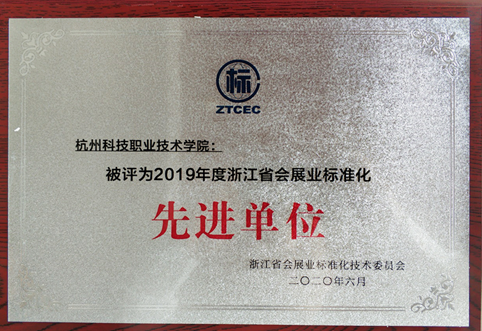 标
ZTCEC
杭州科技职业技术学院：
被评为2019年度浙江省会展业标准化
先进单位
浙江省会展业标准化技术委员会
二〇二〇年六月